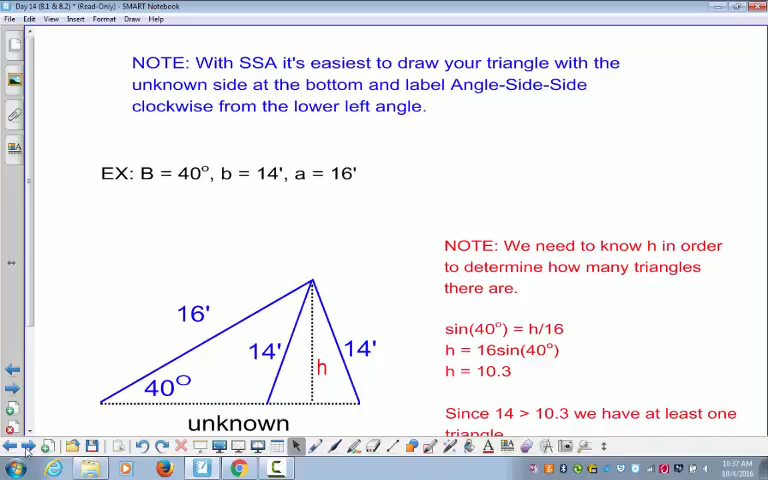 Day 14 (8.1 & 8.2) * (Read-Only) - SMART Notebook
File Edit View Insert Format Draw Help
NOTE: With SSA it's easiest to draw your triangle with the
unknown side at the bottom and label Angle-Side-Side
clockwise from the lower left angle.
EX: B = 40°, b = 14', a = 16'
NOTE: We need to know h in order
to determine how many triangles
there are.
16'
14'
14'
h
40°
unknown
sin(40°) = h/16
h = 16sin(40°)
h = 10.3
Since 14 > 10.3 we have at least one
triangle
10:37 AM
10/4/2016